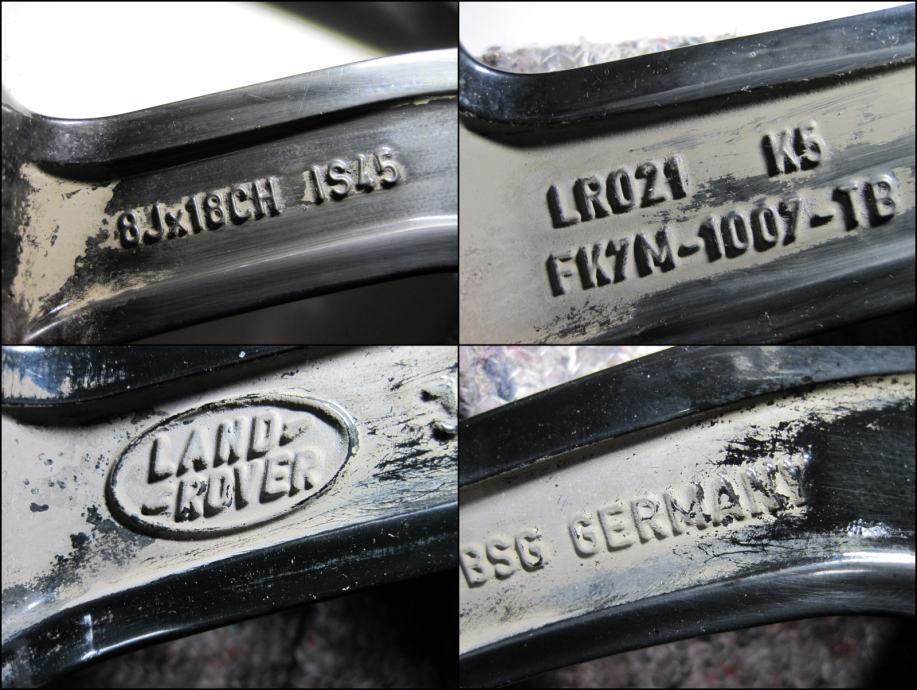 8Jx18CH IS45
LR021 K5
FK7M-1007-TB
LAND-
-ROVER
BSG GERMANY